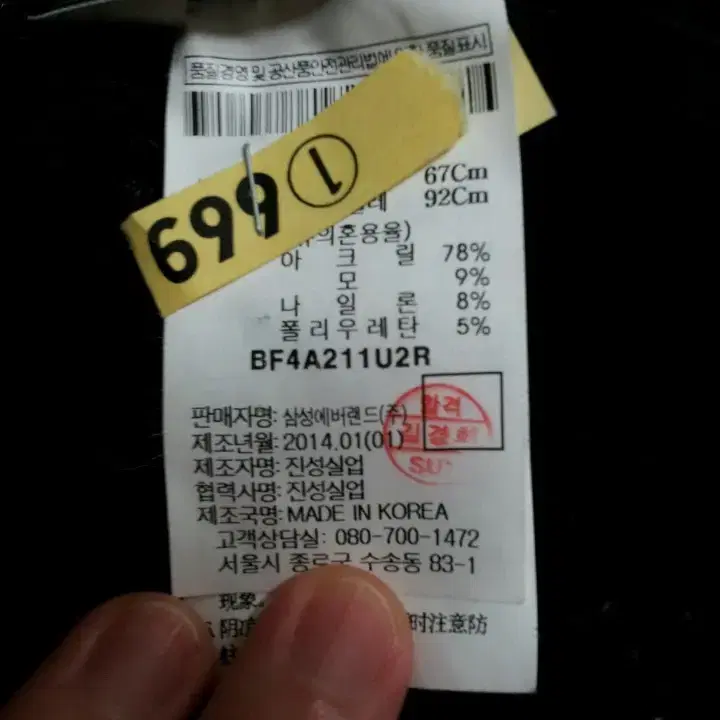 품질경영 및 공산품안전관리법에 의한 품질표시
699 ①
67Cm
92Cm
혼용율)
아 크 릴 78%
모 9%
나 일 론 8%
폴 리 우 레 탄 5%
BF4A211U2R
합격
판매자명: 삼성에버랜드(주)
제조년월: 2014.01(01)
제조자명: 진성실업
협력사명: 진성실업
제조국명: MADE IN KOREA
고객상담실: 080-700-1472
서울시 종로구 수송동 83-1
现象
阴 时注意防